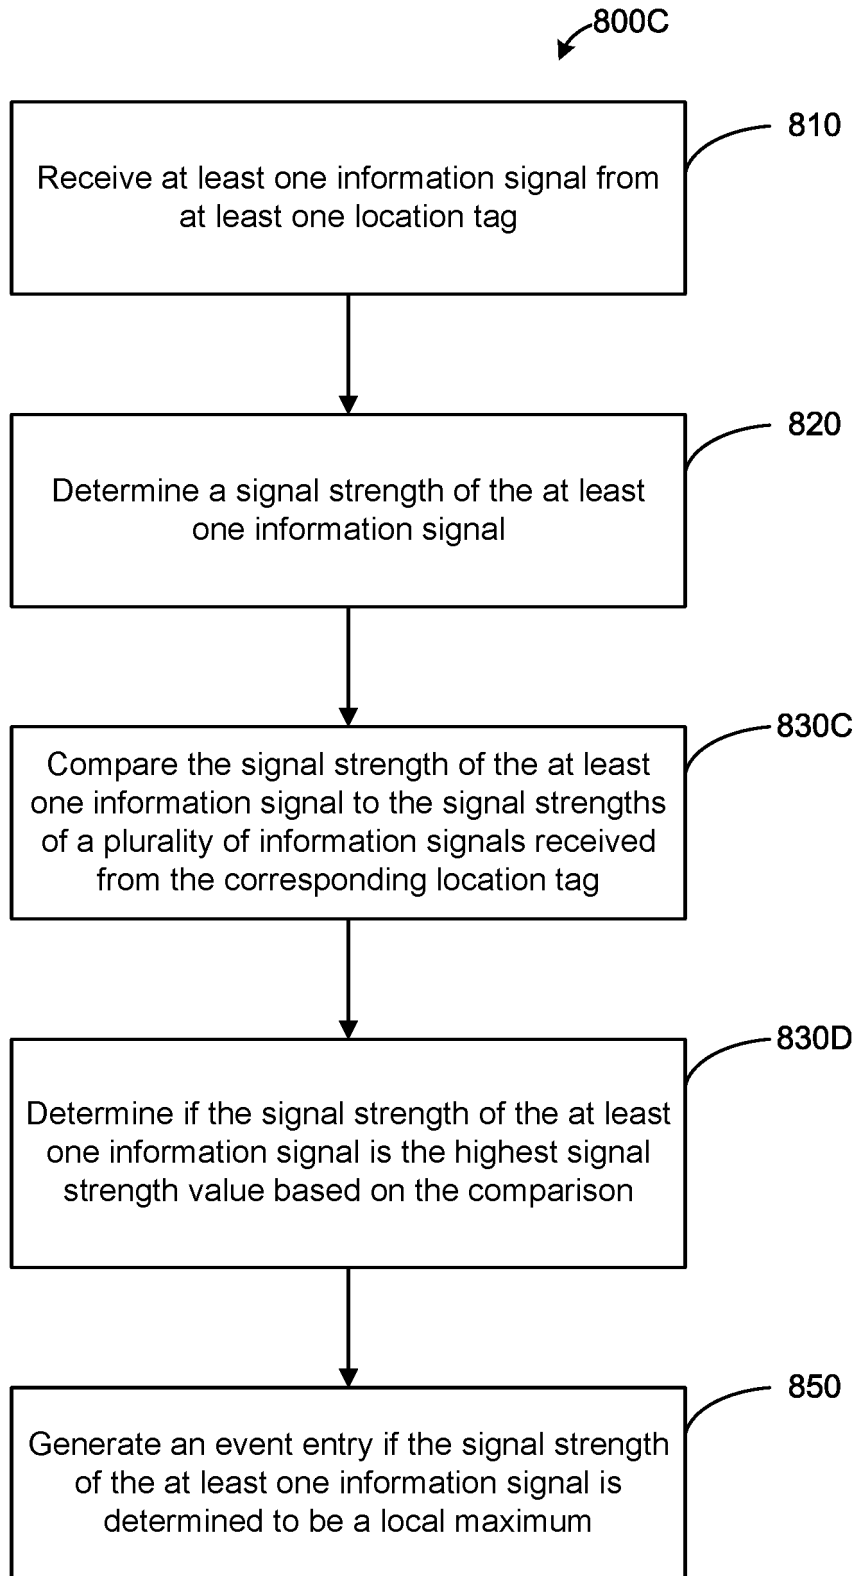 800C
810
Receive at least one information signal from
at least one location tag
820
Determine a signal strength of the at least
one information signal
830C
Compare the signal strength of the at least
one information signal to the signal strengths
of a plurality of information signals received
from the corresponding location tag
830D
Determine if the signal strength of the at least
one information signal is the highest signal
strength value based on the comparison
850
Generate an event entry if the signal strength
of the at least one information signal is
determined to be a local maximum